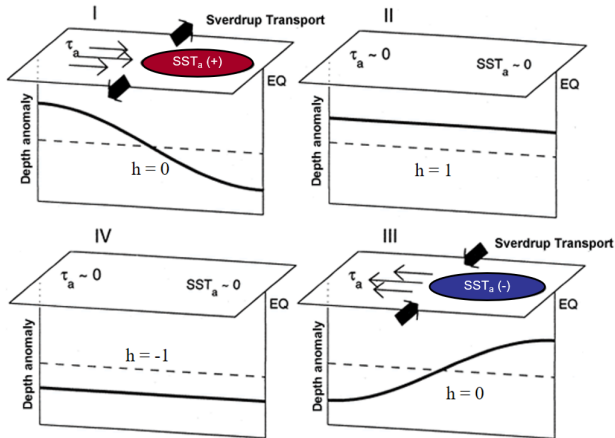 I
Sverdrup Transport
τa
SSTa (+)
EQ
Depth anomaly
h = 0
II
τa ~ 0
SSTa ~ 0
EQ
Depth anomaly
h = 1
IV
τa ~ 0
SSTa ~ 0
EQ
Depth anomaly
h = -1
III
Sverdrup Transport
τa
SSTa (-)
EQ
Depth anomaly
h = 0